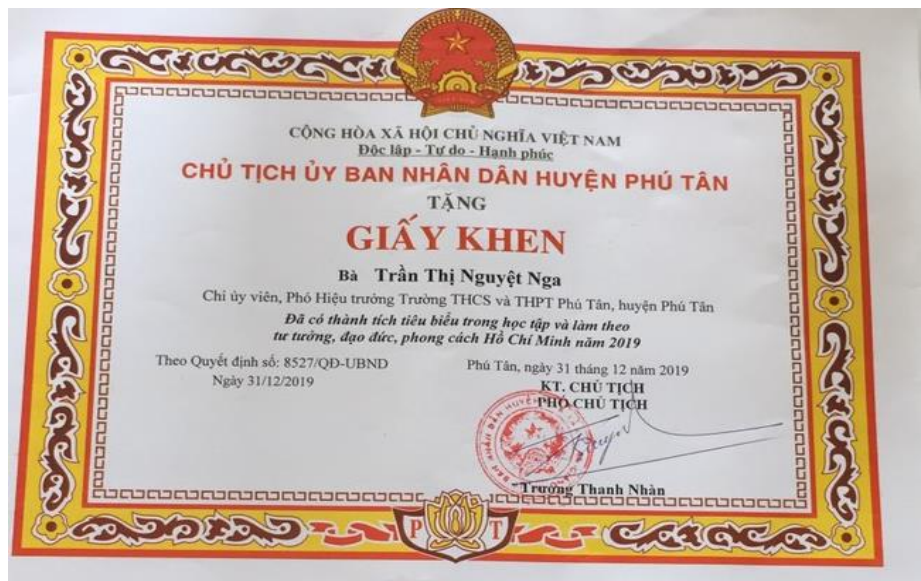 CỘNG HÒA XÃ HỘI CHỦ NGHĨA VIỆT NAM
Độc lập - Tự do - Hạnh phúc
CHỦ TỊCH ỦY BAN NHÂN DÂN HUYỆN PHÚ TÂN
TẶNG
GIẤY KHEN
Bà Trần Thị Nguyệt Nga
Chi ủy viên, Phó Hiệu trưởng Trường THCS và THPT Phú Tân, huyện Phú Tân
Đã có thành tích tiêu biểu trong học tập và làm theo
tư tưởng, đạo đức, phong cách Hồ Chí Minh năm 2019
Theo Quyết định số: 8527/QĐ-UBND
Ngày 31/12/2019
Phú Tân, ngày 31 tháng 12 năm 2019
KT. CHỦ TỊCH
PHÓ CHỦ TỊCH
Trương Thanh Nhàn
P T